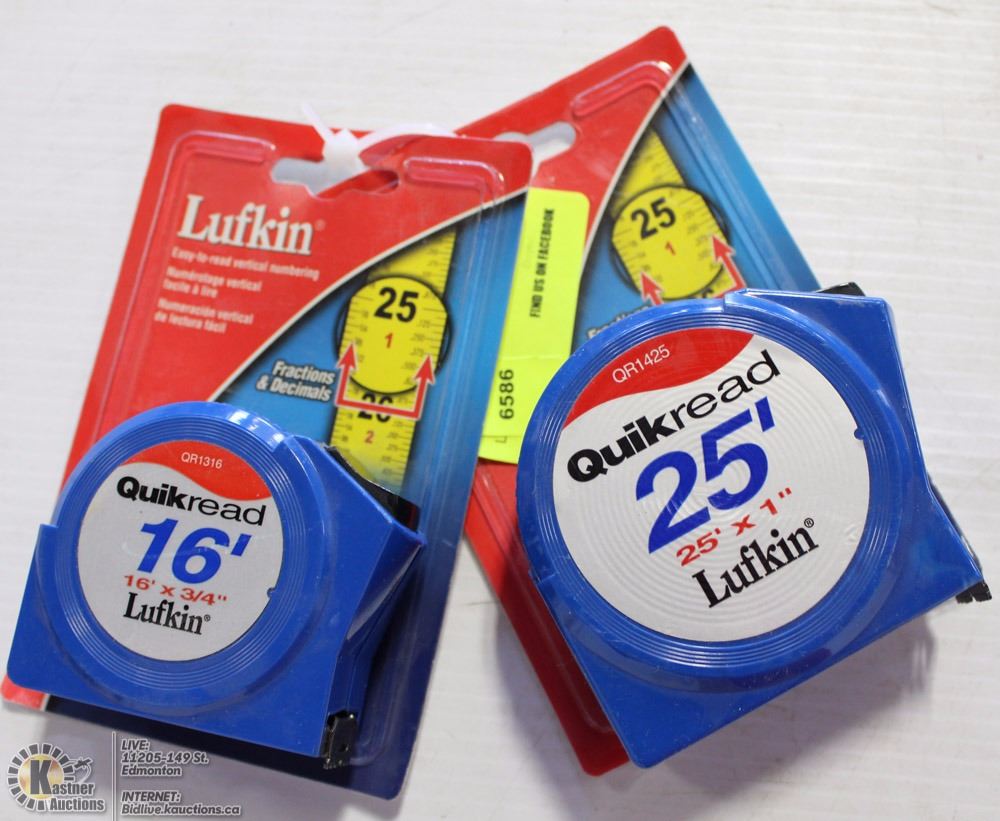 Lufkin®
Easy-to-read vertical numbering
Numérotage vertical
facile à lire
Numeración vertical
de lectura fácil
25
1
Fractions
& Decimals
26
2
QR1316
Quikread
16'
16' x 3/4"
Lufkin®
FIND US ON FACEBOOK
6586
25
1
QR1425
Quikread
25'
25' x 1"
Lufkin®
Kastner
Auctions
LIVE:
11205-149 St.
Edmonton
INTERNET:
Bidlive.kauctions.ca